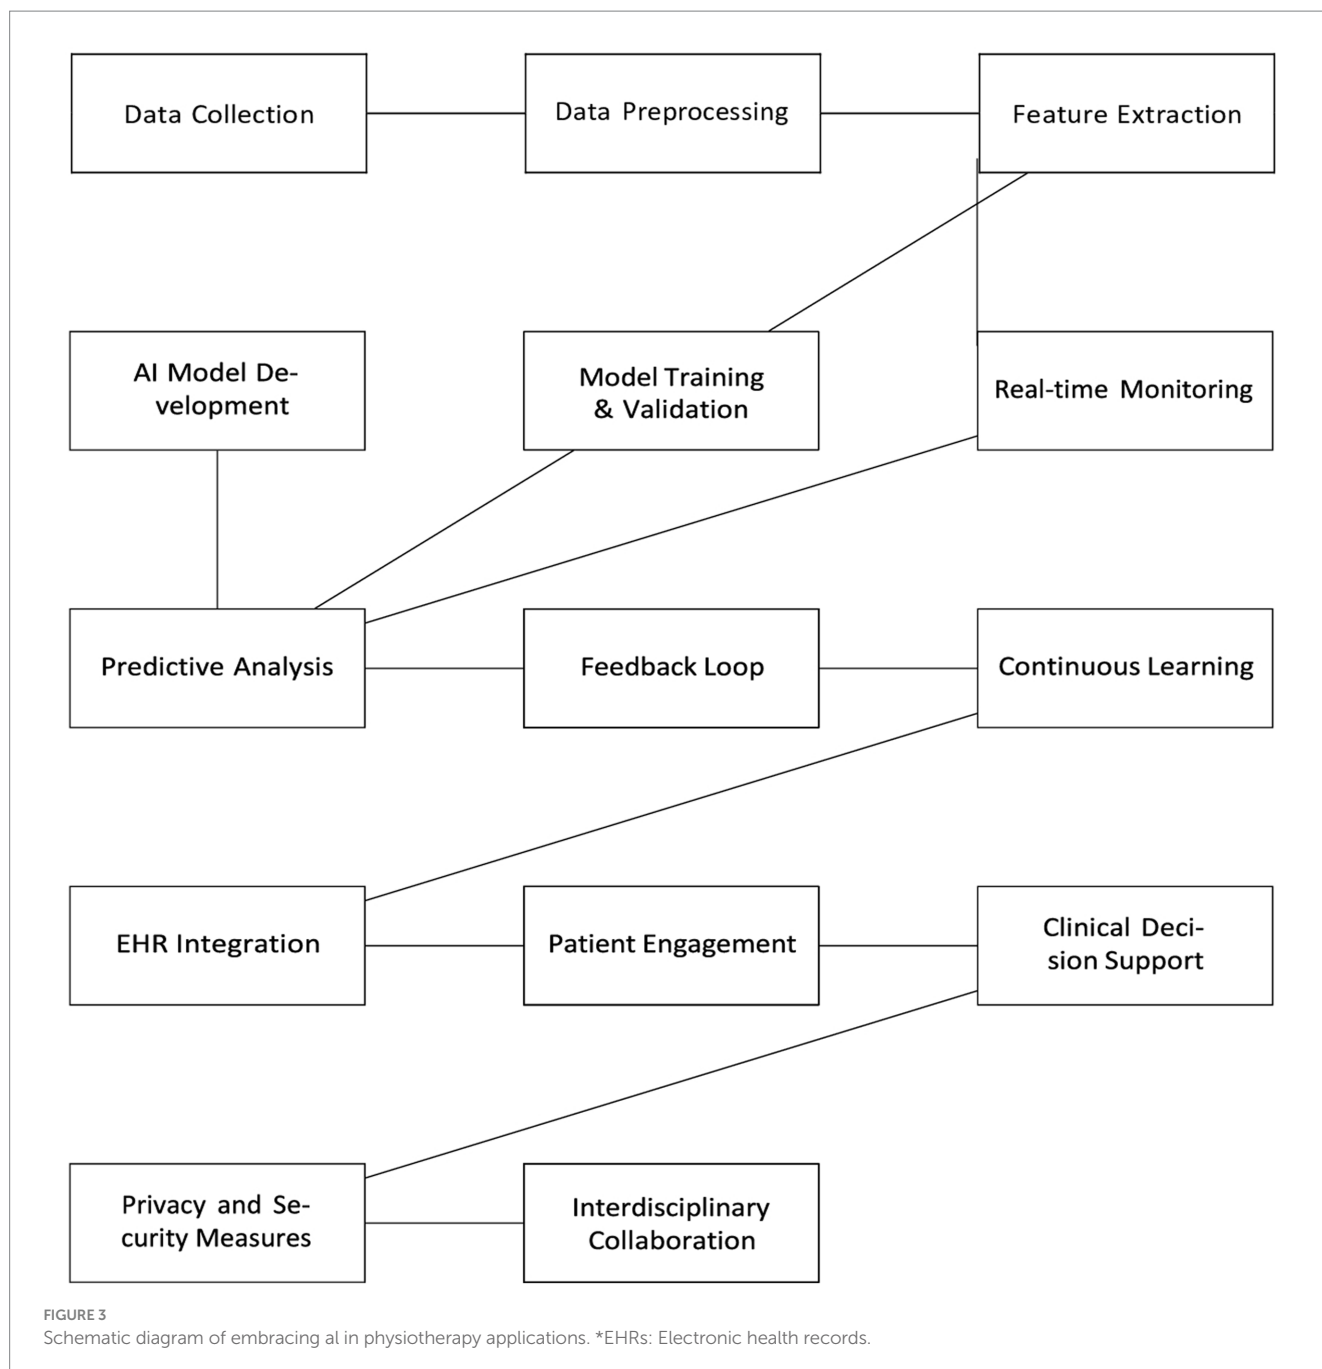 Data Collection
Data Preprocessing
Feature Extraction
AI Model De-
velopment
Model Training
& Validation
Real-time Monitoring
Predictive Analysis
Feedback Loop
Continuous Learning
EHR Integration
Patient Engagement
Clinical Deci-
sion Support
Privacy and Se-
curity Measures
Interdisciplinary
Collaboration
FIGURE 3
Schematic diagram of embracing al in physiotherapy applications. *EHRs: Electronic health records.